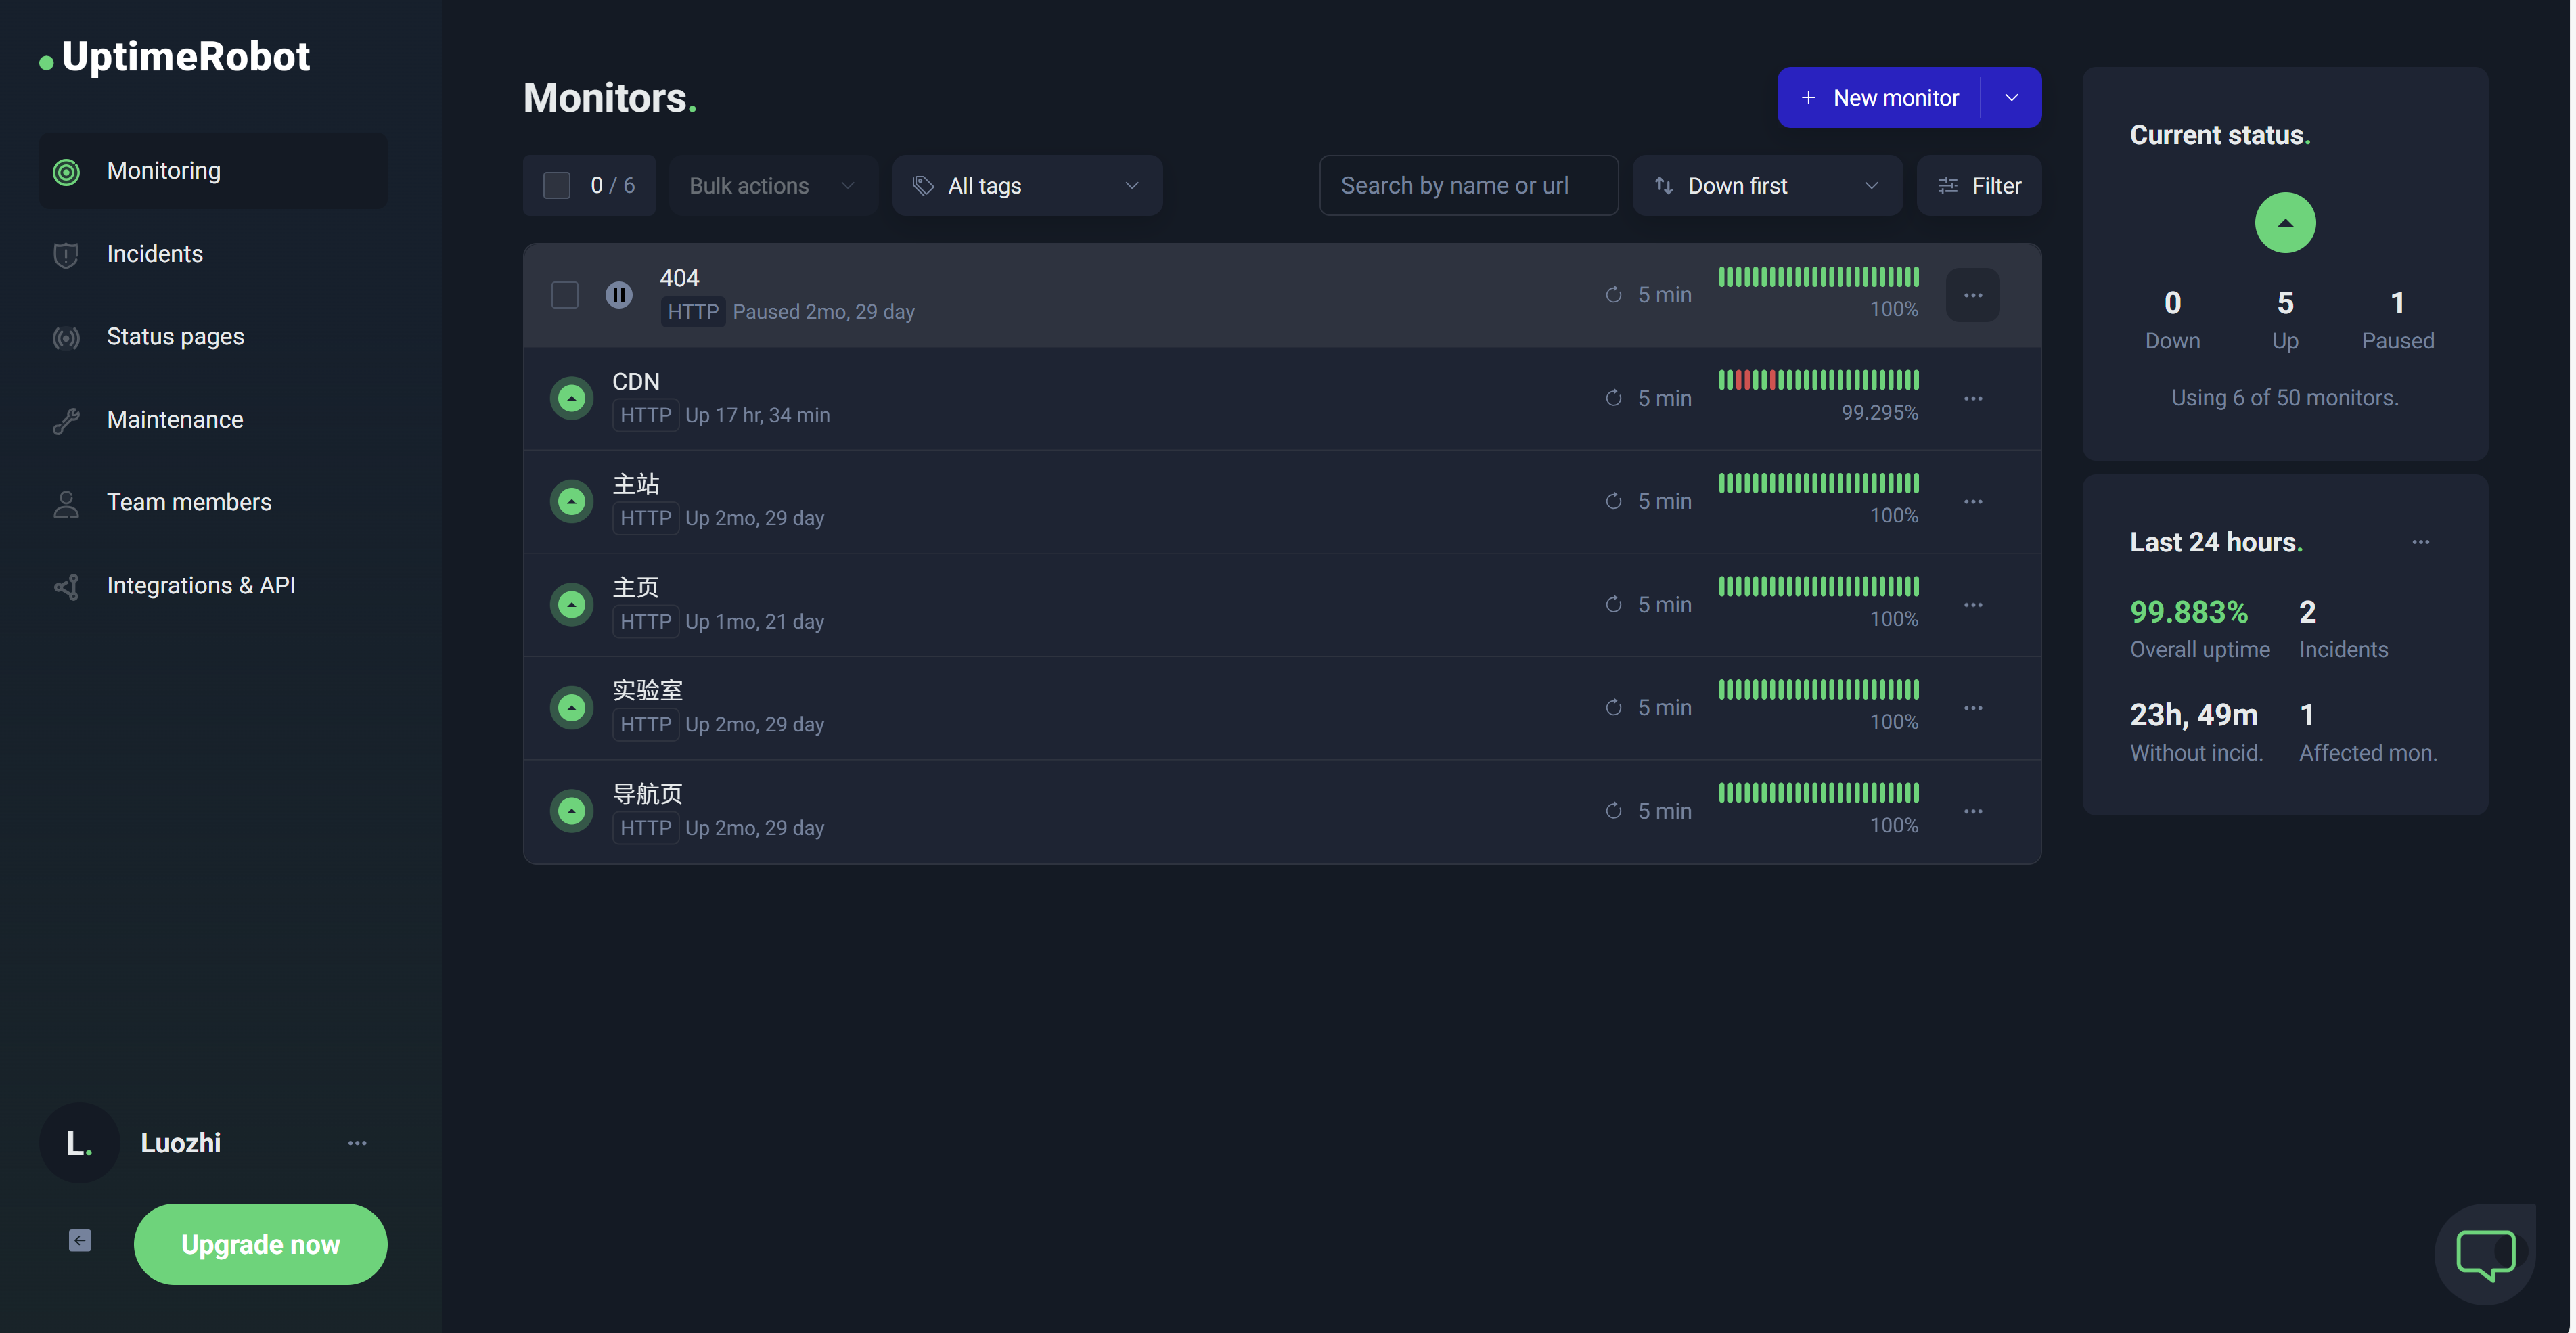 UptimeRobot
Monitoring
Incidents
Status pages
Maintenance
Team members
Integrations & API
L.
Luozhi
Upgrade now
Monitors.
New monitor
0 / 6
Bulk actions
All tags
Search by name or url
Down first
Filter
404
HTTP Paused 2mo, 29 day
5 min
100%
CDN
HTTP Up 17 hr, 34 min
5 min
99.295%
主站
HTTP Up 2mo, 29 day
5 min
100%
主页
HTTP Up 1mo, 21 day
5 min
100%
实验室
HTTP Up 2mo, 29 day
5 min
100%
导航页
HTTP Up 2mo, 29 day
5 min
100%
Current status.
0 5 1
Down Up Paused
Using 6 of 50 monitors.
Last 24 hours.
99.883% 2
Overall uptime Incidents
23h, 49m 1
Without incid. Affected mon.